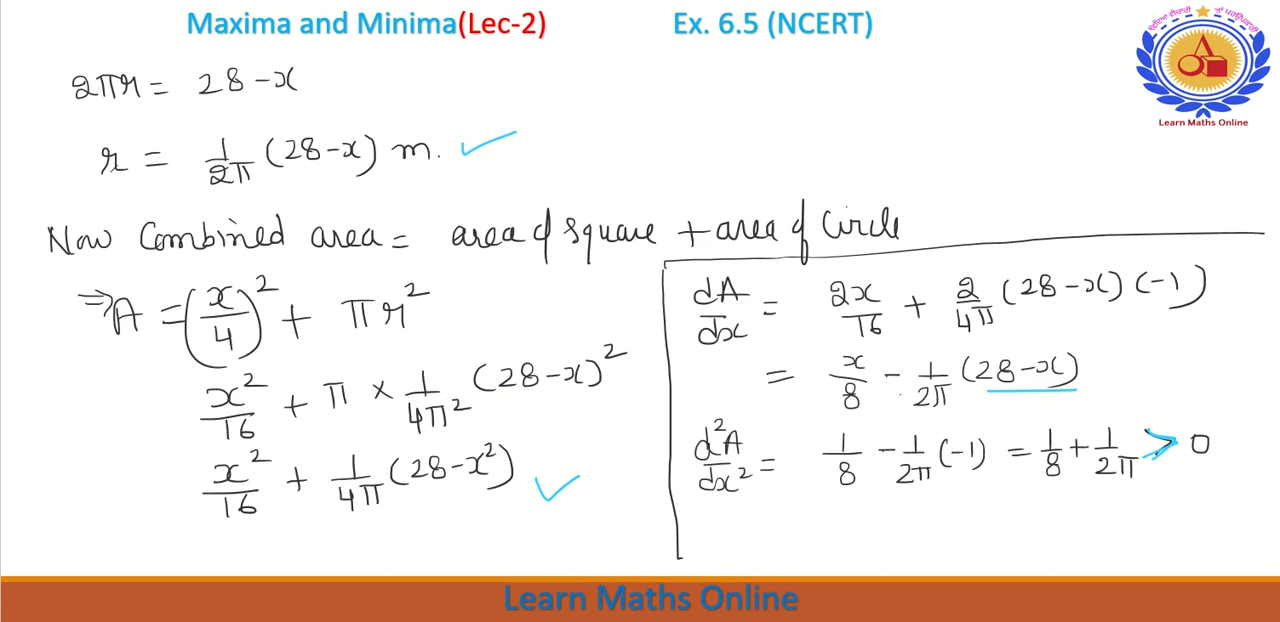 Maxima and Minima(Lec-2) Ex. 6.5 (NCERT)
ਵਿਦਿਆ ਵੀਚਾਰੀ ਤਾਂ ਪਰਉਪਕਾਰੀ
Learn Maths Online
2πr = 28-x
r = 1/2π (28-x) m.
Now Combined area = area of square + area of Circle
⇒ A = (x/4)² + πr²
x²/16 + π × 1/4π² (28-x)²
x²/16 + 1/4π (28-x²)
dA/dx = 2x/16 + 2/4π (28-x) (-1)
= x/8 - 1/2π (28-x)
d²A/dx² = 1/8 - 1/2π (-1) = 1/8 + 1/2π > 0
Learn Maths Online